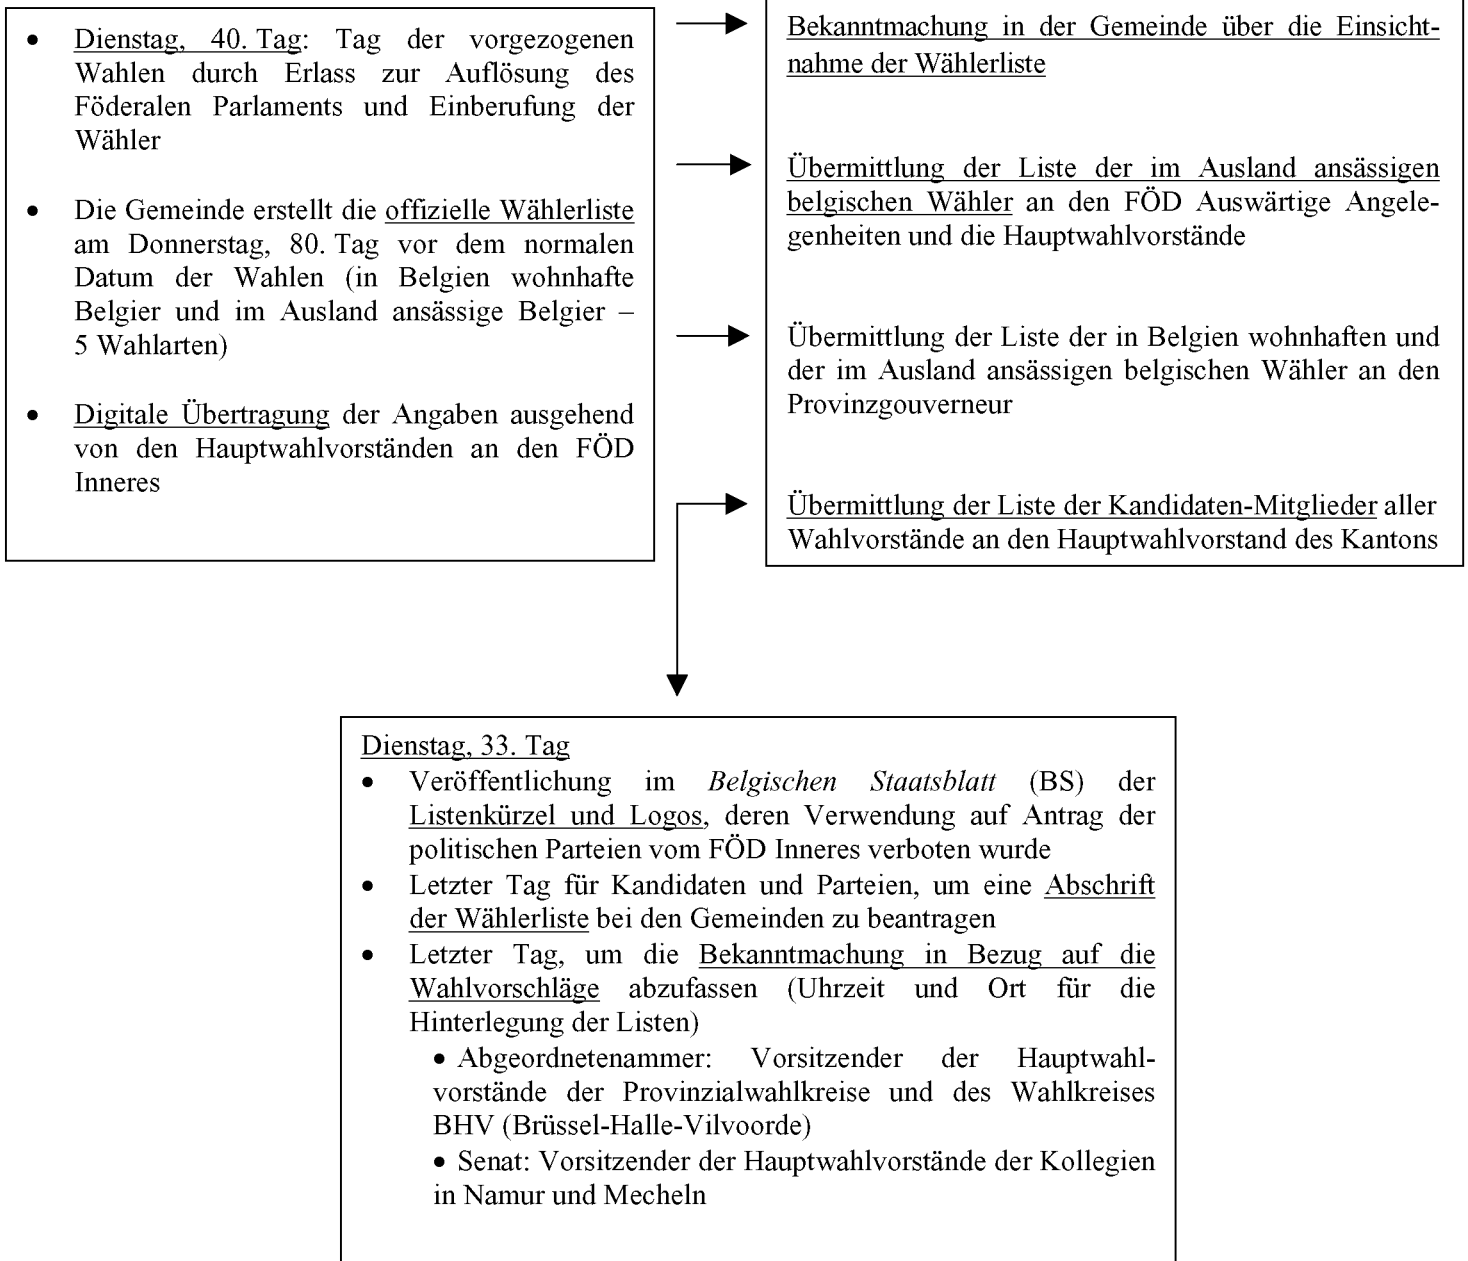 • Dienstag, 40. Tag: Tag der vorgezogenen
Wahlen durch Erlass zur Auflösung des
Föderalen Parlaments und Einberufung der
Wähler
• Die Gemeinde erstellt die offizielle Wählerliste
am Donnerstag, 80. Tag vor dem normalen
Datum der Wahlen (in Belgien wohnhafte
Belgier und im Ausland ansässige Belgier –
5 Wahlarten)
• Digitale Übertragung der Angaben ausgehend
von den Hauptwahlvorständen an den FÖD
Inneres
Bekanntmachung in der Gemeinde über die Einsicht-
nahme der Wählerliste
Übermittlung der Liste der im Ausland ansässigen
belgischen Wähler an den FÖD Auswärtige Angele-
genheiten und die Hauptwahlvorstände
Übermittlung der Liste der in Belgien wohnhaften und
der im Ausland ansässigen belgischen Wähler an den
Provinzgouverneur
Übermittlung der Liste der Kandidaten-Mitglieder aller
Wahlvorstände an den Hauptwahlvorstand des Kantons
Dienstag, 33. Tag
• Veröffentlichung im Belgischen Staatsblatt (BS) der
Listenkürzel und Logos, deren Verwendung auf Antrag der
politischen Parteien vom FÖD Inneres verboten wurde
• Letzter Tag für Kandidaten und Parteien, um eine Abschrift
der Wählerliste bei den Gemeinden zu beantragen
• Letzter Tag, um die Bekanntmachung in Bezug auf die
Wahlvorschläge abzufassen (Uhrzeit und Ort für die
Hinterlegung der Listen)
• Abgeordnetenammer: Vorsitzender der Hauptwahl-
vorstände der Provinzialwahlkreise und des Wahlkreises
BHV (Brüssel-Halle-Vilvoorde)
• Senat: Vorsitzender der Hauptwahlvorstände der Kollegien
in Namur und Mecheln